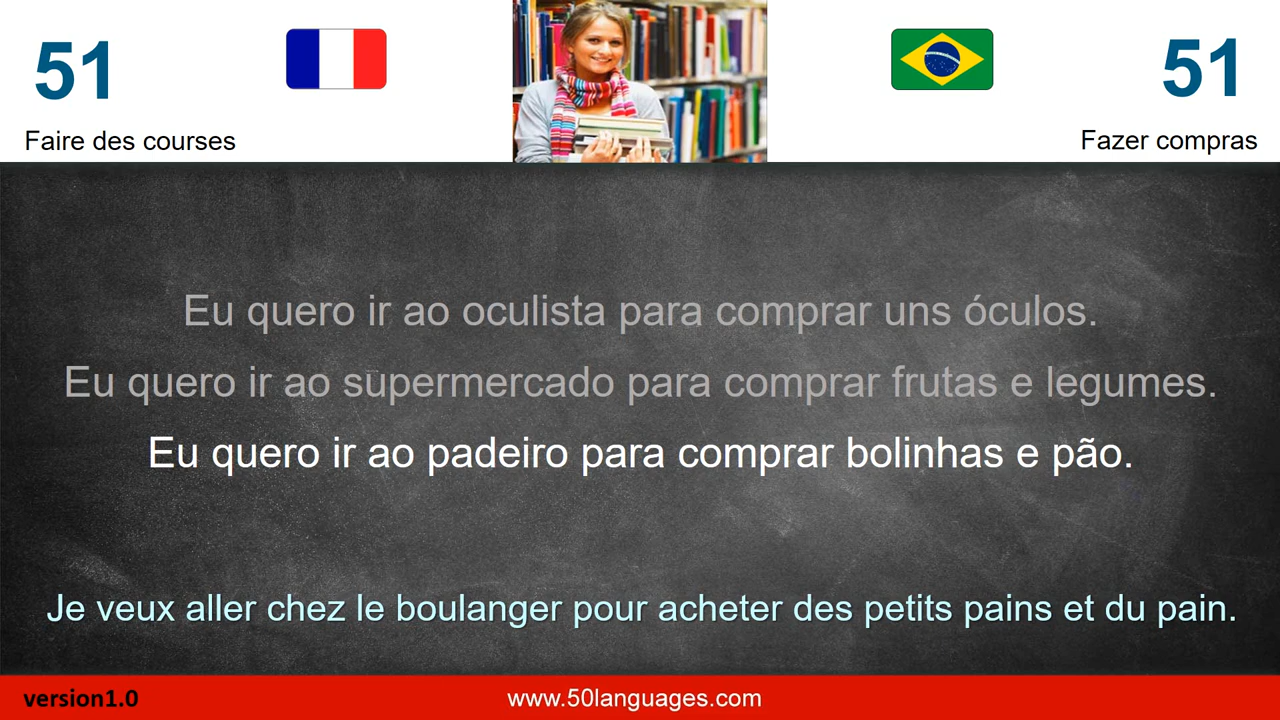 51
51
Faire des courses
Fazer compras
Eu quero ir ao oculista para comprar uns óculos.
Eu quero ir ao supermercado para comprar frutas e legumes.
Eu quero ir ao padeiro para comprar bolinhas e pão.
Je veux aller chez le boulanger pour acheter des petits pains et du pain.
version1.0
www.50languages.com